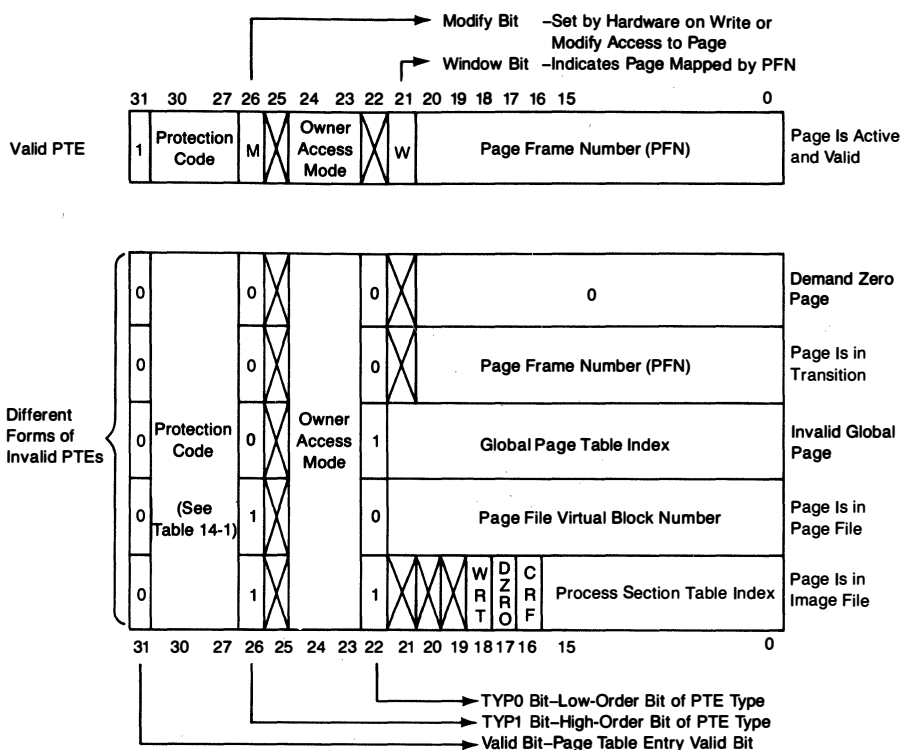 Modify Bit –Set by Hardware on Write or
Modify Access to Page
Window Bit –Indicates Page Mapped by PFN
31 30 27 26 25 24 23 22 21 20 19 18 17 16 15 0
Valid PTE
1
Protection
Code
M
Owner
Access
Mode
W
Page Frame Number (PFN)
Page Is Active
and Valid
Different
Forms of
Invalid PTEs
Protection
Code
(See
Table 14-1)
Owner
Access
Mode
0 0 0 0
Demand Zero
Page
0 0 0 Page Frame Number (PFN)
Page Is in
Transition
0 0 1 Global Page Table Index
Invalid Global
Page
0 1 0 Page File Virtual Block Number
Page Is in
Page File
0 1 1
WRT
DZRO
CRF
Process Section Table Index
Page Is in
Image File
31 30 27 26 25 24 23 22 21 20 19 18 17 16 15 0
TYP0 Bit–Low-Order Bit of PTE Type
TYP1 Bit–High-Order Bit of PTE Type
Valid Bit–Page Table Entry Valid Bit